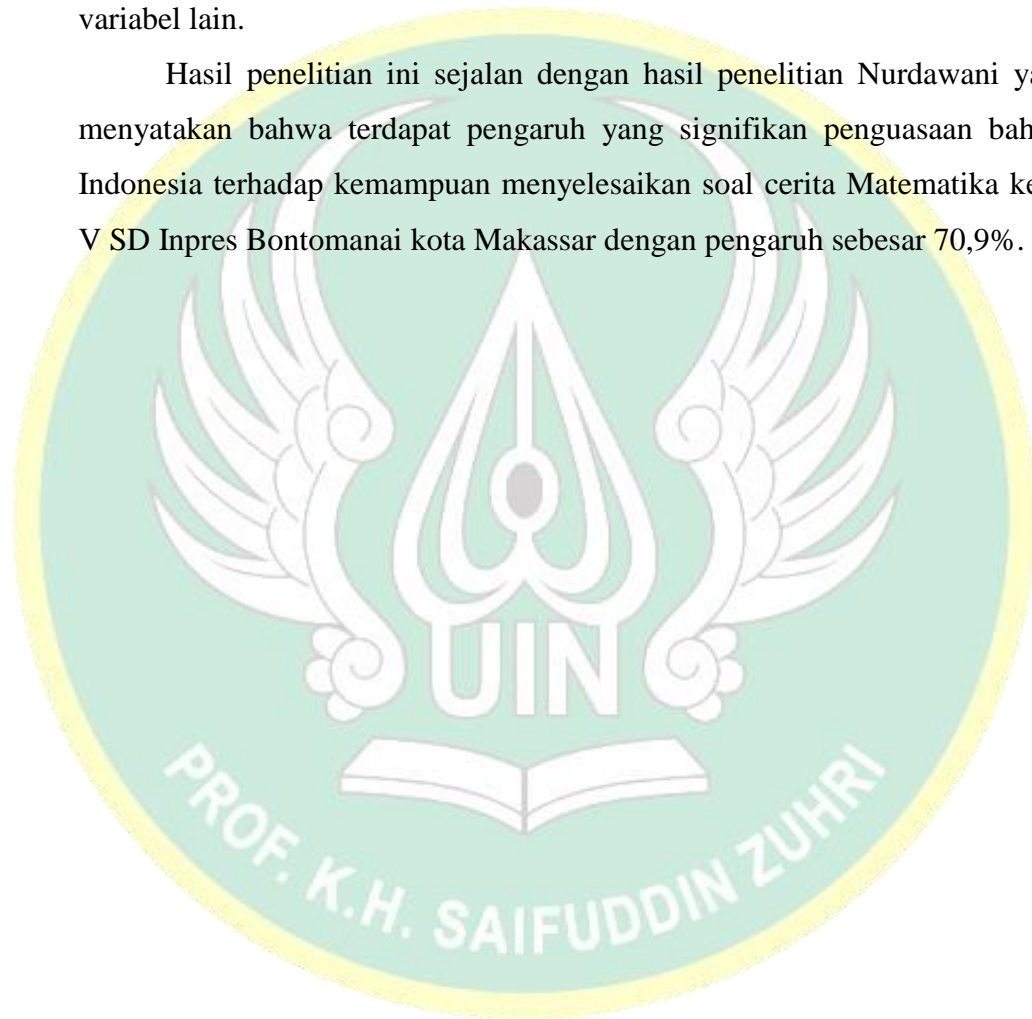 variabel lain.
Hasil penelitian ini sejalan dengan hasil penelitian Nurdawani ya
menyatakan bahwa terdapat pengaruh yang signifikan penguasaan bah
Indonesia terhadap kemampuan menyelesaikan soal cerita Matematika ke
V SD Inpres Bontomanai kota Makassar dengan pengaruh sebesar 70,9%.
UIN
PROF. K.H. SAIFUDDIN ZUHRI